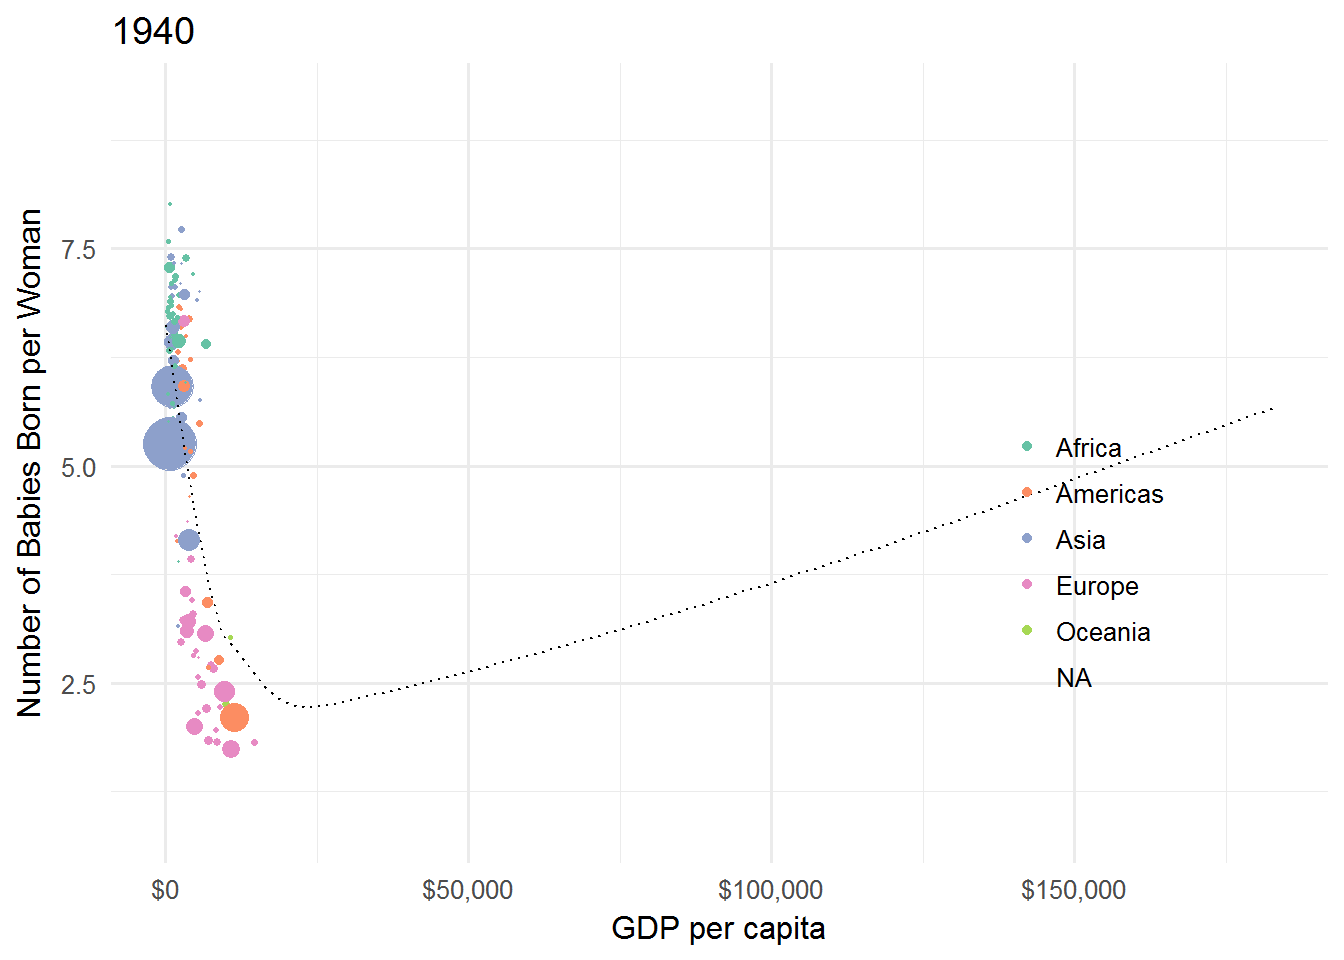 1940
Number of Babies Born per Woman
7.5
5.0
2.5
Africa
Americas
Asia
Europe
Oceania
NA
$0
$50,000
$100,000
$150,000
GDP per capita